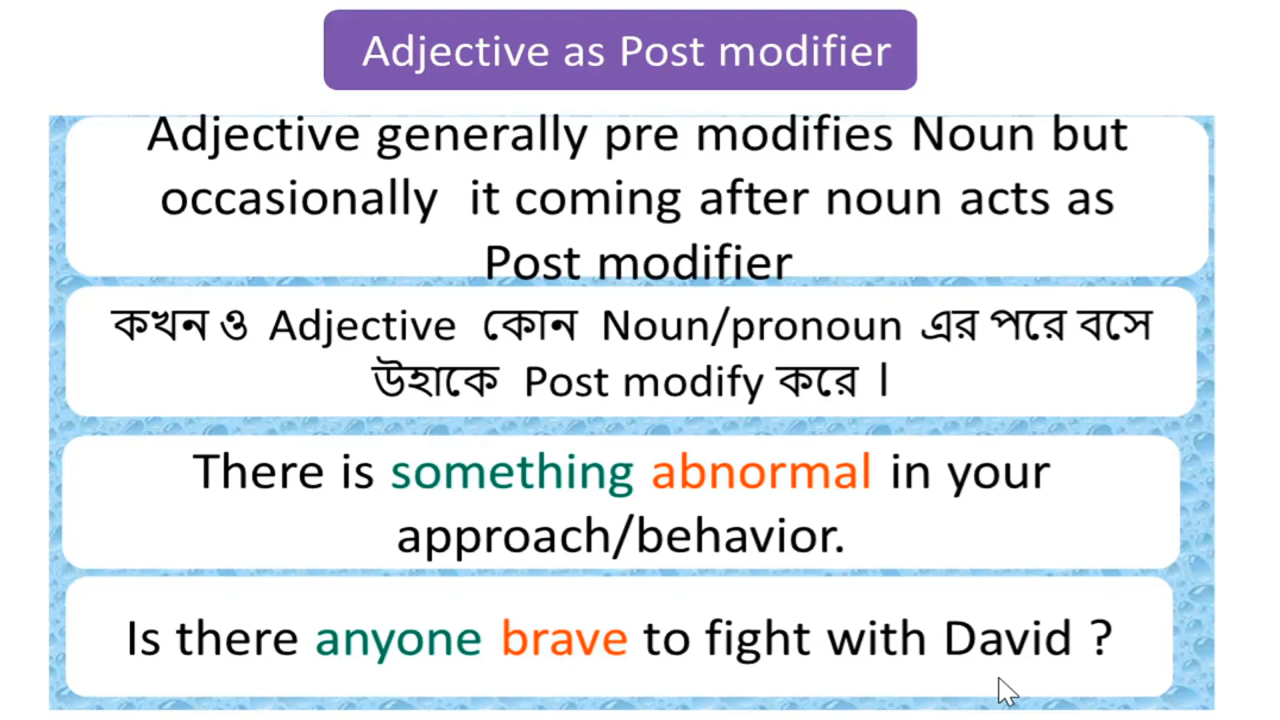 Adjective as Post modifier
Adjective generally pre modifies Noun but
occasionally it coming after noun acts as
Post modifier
কখন ও Adjective কোন Noun/pronoun এর পরে বসে
উহাকে Post modify করে ।
There is something abnormal in your
approach/behavior.
Is there anyone brave to fight with David ?